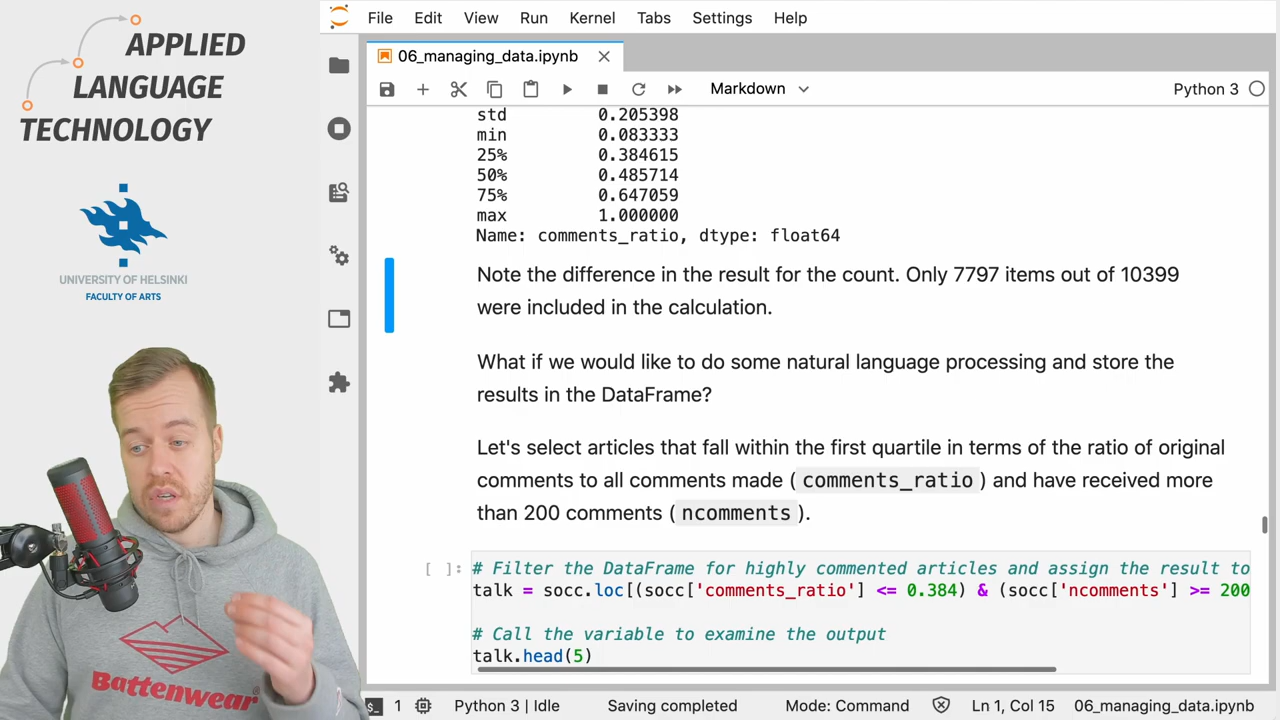 APPLIED
LANGUAGE
TECHNOLOGY
UNIVERSITY OF HELSINKI
FACULTY OF ARTS
Battenwear
File Edit View Run Kernel Tabs Settings Help
06_managing_data.ipynb
Markdown
Python 3
std 0.205398
min 0.083333
25% 0.384615
50% 0.485714
75% 0.647059
max 1.000000
Name: comments_ratio, dtype: float64
Note the difference in the result for the count. Only 7797 items out of 10399
were included in the calculation.
What if we would like to do some natural language processing and store the
results in the DataFrame?
Let's select articles that fall within the first quartile in terms of the ratio of original
comments to all comments made (comments_ratio) and have received more
than 200 comments (ncomments).
[ ]: # Filter the DataFrame for highly commented articles and assign the result to
talk = socc.loc[(socc['comments_ratio'] <= 0.384) & (socc['ncomments'] >= 200
# Call the variable to examine the output
talk.head(5)
$_ 1 Python 3 | Idle Saving completed Mode: Command Ln 1, Col 15 06_managing_data.ipynb